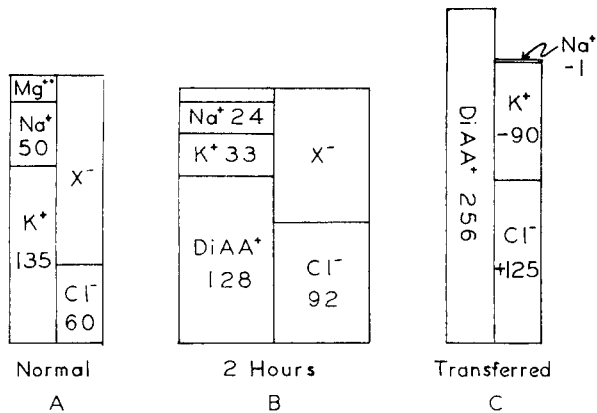 Mg⁺⁺
Na⁺
50
K⁺
135
X⁻
Cl⁻
60
Normal
A
Na⁺ 24
K⁺ 33
DiAA⁺
128
X⁻
Cl⁻
92
2 Hours
B
DiAA⁺ 256
Na⁺
-1
K⁺
-90
Cl⁻
+125
Transferred
C